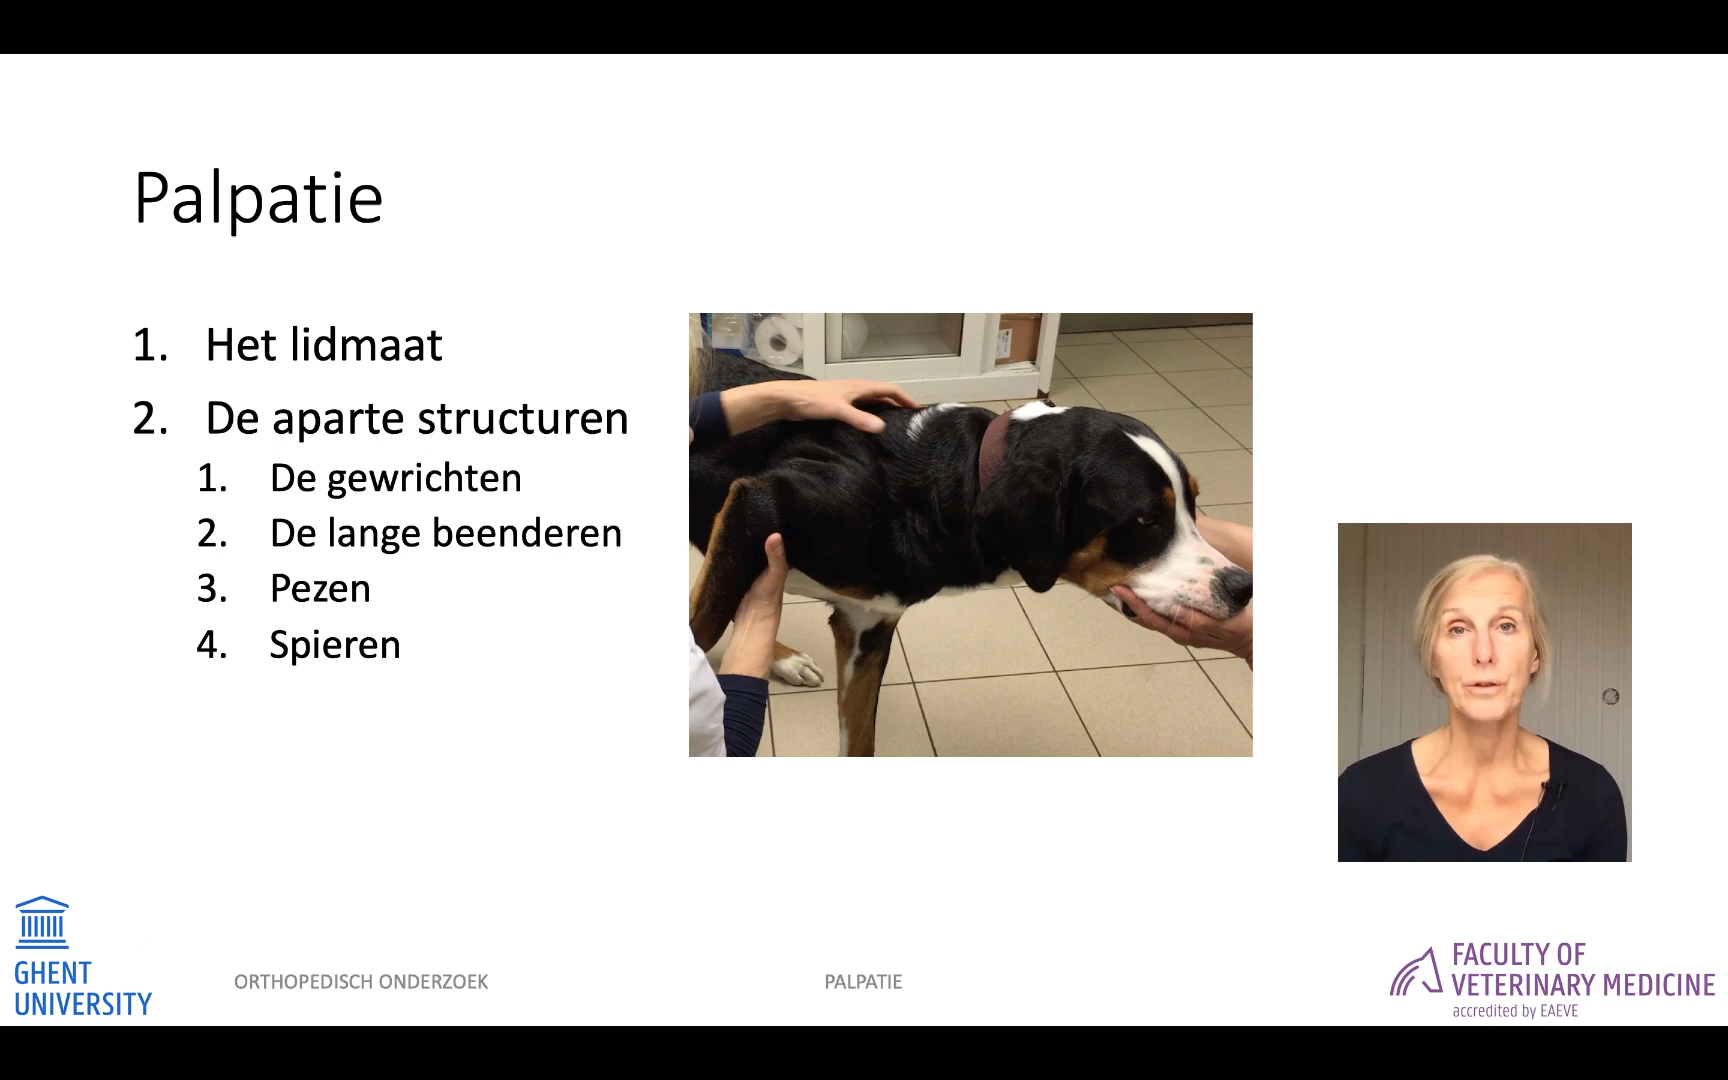 Palpatie
1. Het lidmaat
2. De aparte structuren
1. De gewrichten
2. De lange beenderen
3. Pezen
4. Spieren
GHENT
UNIVERSITY
ORTHOPEDISCH ONDERZOEK
PALPATIE
FACULTY OF
VETERINARY MEDICINE
accredited by EAEVE